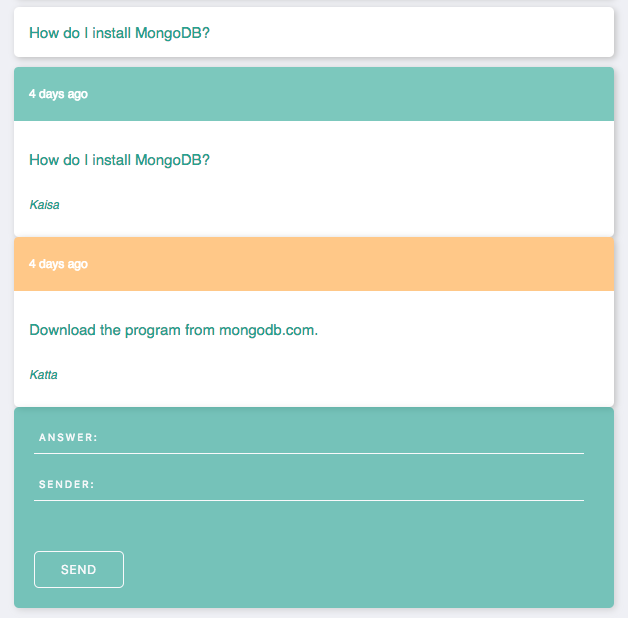 How do I install MongoDB?
4 days ago
How do I install MongoDB?
Kaisa
4 days ago
Download the program from mongodb.com.
Katta
ANSWER:
SENDER:
SEND